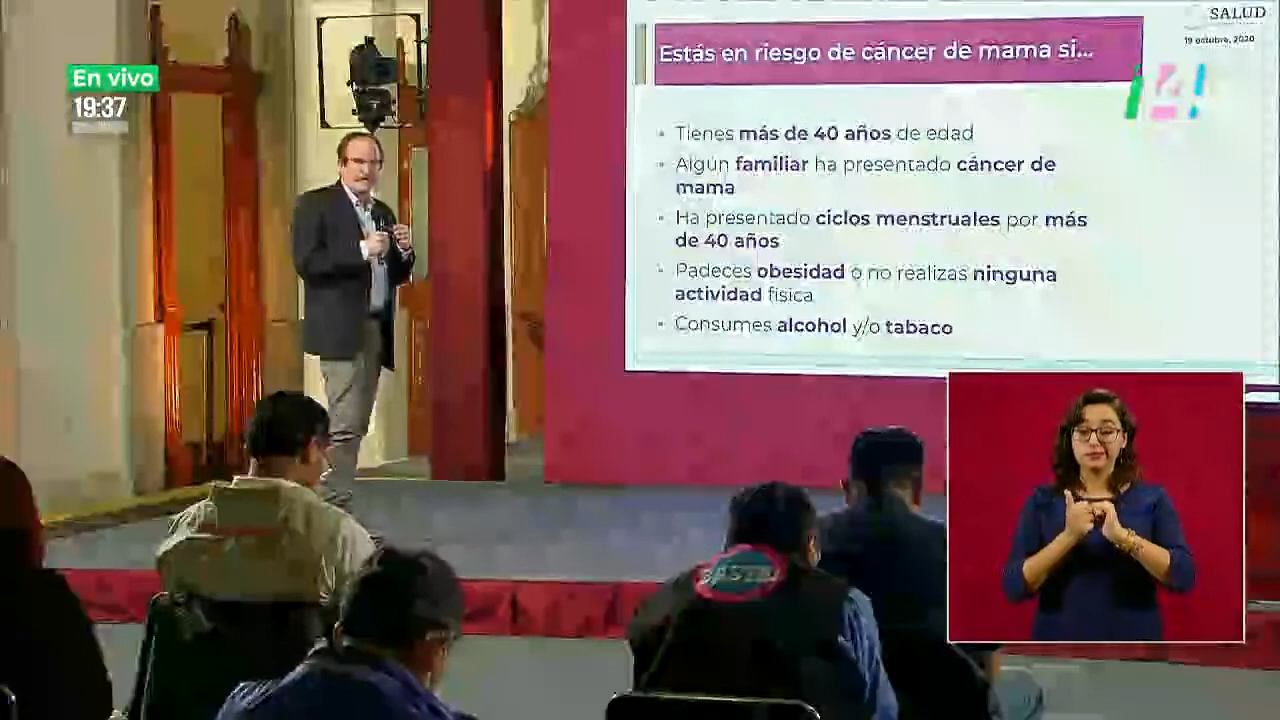 En vivo
19:37
SALUD
19 octubre, 2020
Estás en riesgo de cáncer de mama si...
Tienes más de 40 años de edad
Algún familiar ha presentado cáncer de
mama
Ha presentado ciclos menstruales por más
de 40 años
Padeces obesidad o no realizas ninguna
actividad física
Consumes alcohol y/o tabaco